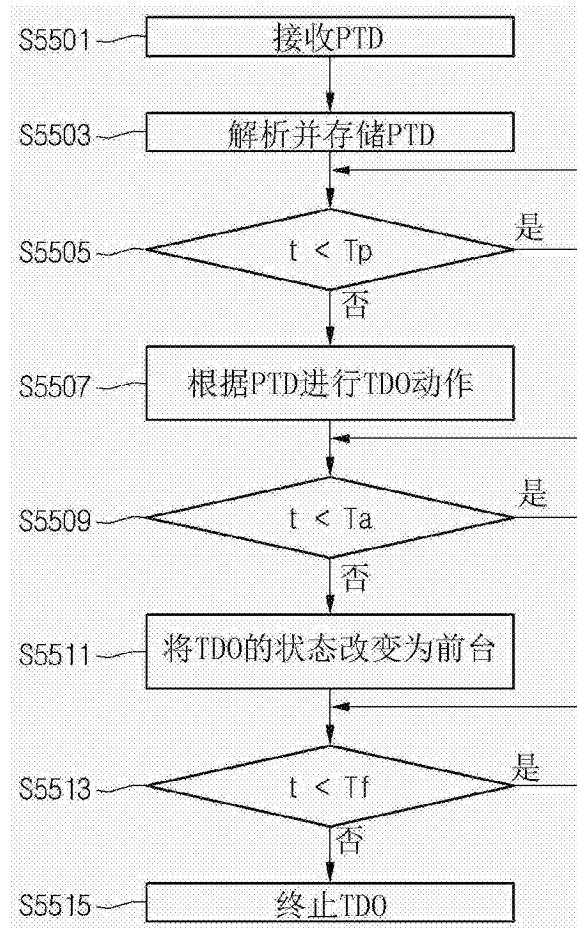 S5501
接收PTD
S5503
解析并存储PTD
S5505
t < Tp
是
否
S5507
根据PTD进行TDO动作
S5509
t < Ta
是
否
S5511
将TDO的状态改变为前台
S5513
t < Tf
是
否
S5515
终止TDO